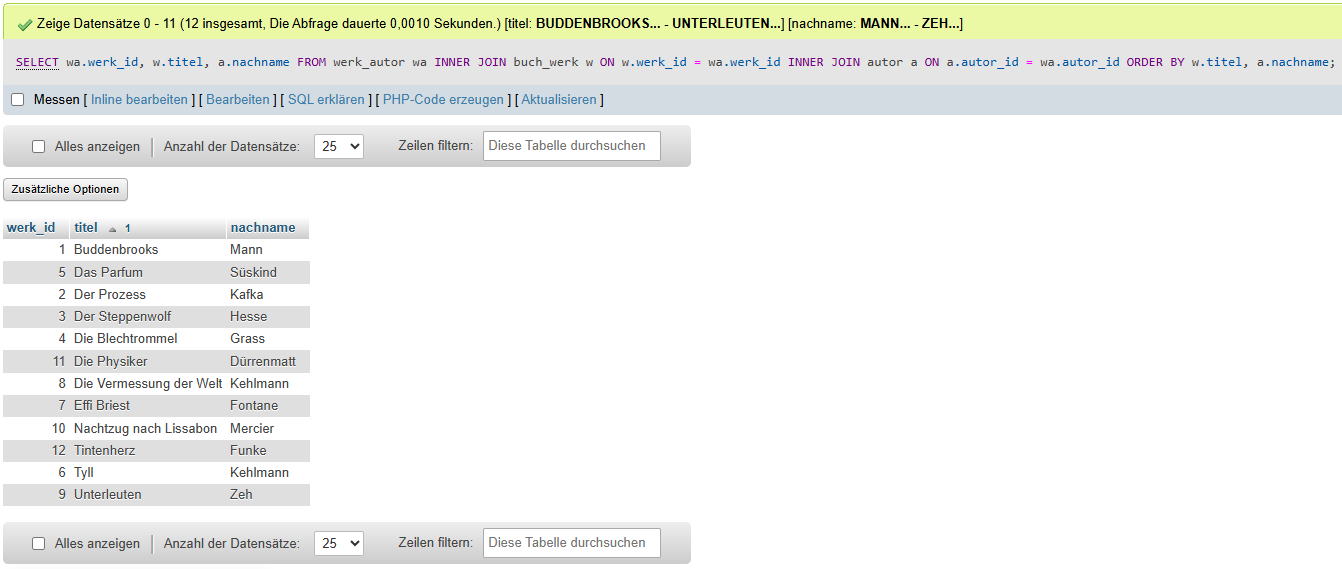 Zeige Datensätze 0 - 11 (12 insgesamt, Die Abfrage dauerte 0,0010 Sekunden.) [titel: BUDDENBROOKS... - UNTERLEUTEN...] [nachname: MANN... - ZEH...]
SELECT wa.werk_id, w.titel, a.nachname FROM werk_autor wa INNER JOIN buch_werk w ON w.werk_id = wa.werk_id INNER JOIN autor a ON a.autor_id = wa.autor_id ORDER BY w.titel, a.nachname;
Messen [ Inline bearbeiten ] [ Bearbeiten ] [ SQL erklären ] [ PHP-Code erzeugen ] [ Aktualisieren ]
Alles anzeigen Anzahl der Datensätze: 25 Zeilen filtern: Diese Tabelle durchsuchen
Zusätzliche Optionen
werk_id titel 1 nachname
1 Buddenbrooks Mann
5 Das Parfum Süskind
2 Der Prozess Kafka
3 Der Steppenwolf Hesse
4 Die Blechtrommel Grass
11 Die Physiker Dürrenmatt
8 Die Vermessung der Welt Kehlmann
7 Effi Briest Fontane
10 Nachtzug nach Lissabon Mercier
12 Tintenherz Funke
6 Tyll Kehlmann
9 Unterleuten Zeh
Alles anzeigen Anzahl der Datensätze: 25 Zeilen filtern: Diese Tabelle durchsuchen